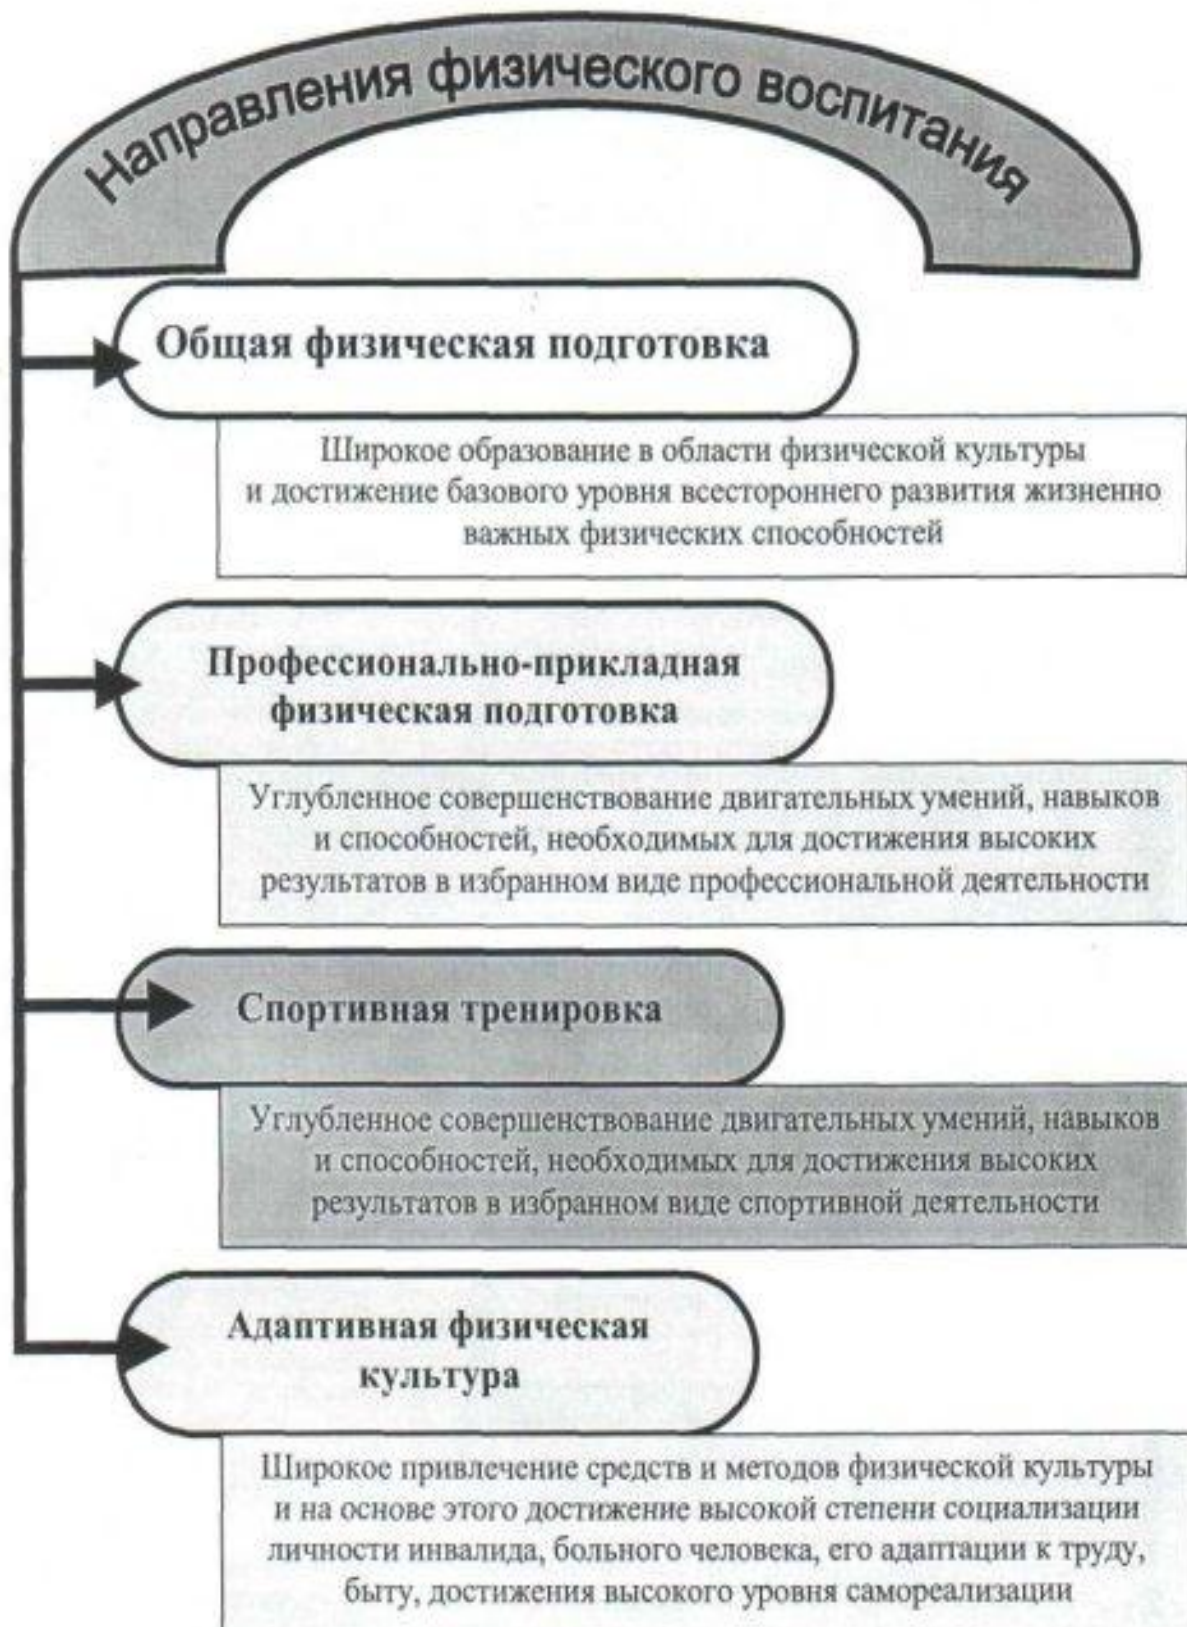 Направления физического воспитания
Общая физическая подготовка
Широкое образование в области физической культуры
и достижение базового уровня всестороннего развития жизненно
важных физических способностей
Профессионально-прикладная
физическая подготовка
Углубленное совершенствование двигательных умений, навыков
и способностей, необходимых для достижения высоких
результатов в избранном виде профессиональной деятельности
Спортивная тренировка
Углубленное совершенствование двигательных умений, навыков
и способностей, необходимых для достижения высоких
результатов в избранном виде спортивной деятельности
Адаптивная физическая
культура
Широкое привлечение средств и методов физической культуры
и на основе этого достижение высокой степени социализации
личности инвалида, больного человека, его адаптации к труду,
быту, достижения высокого уровня самореализации